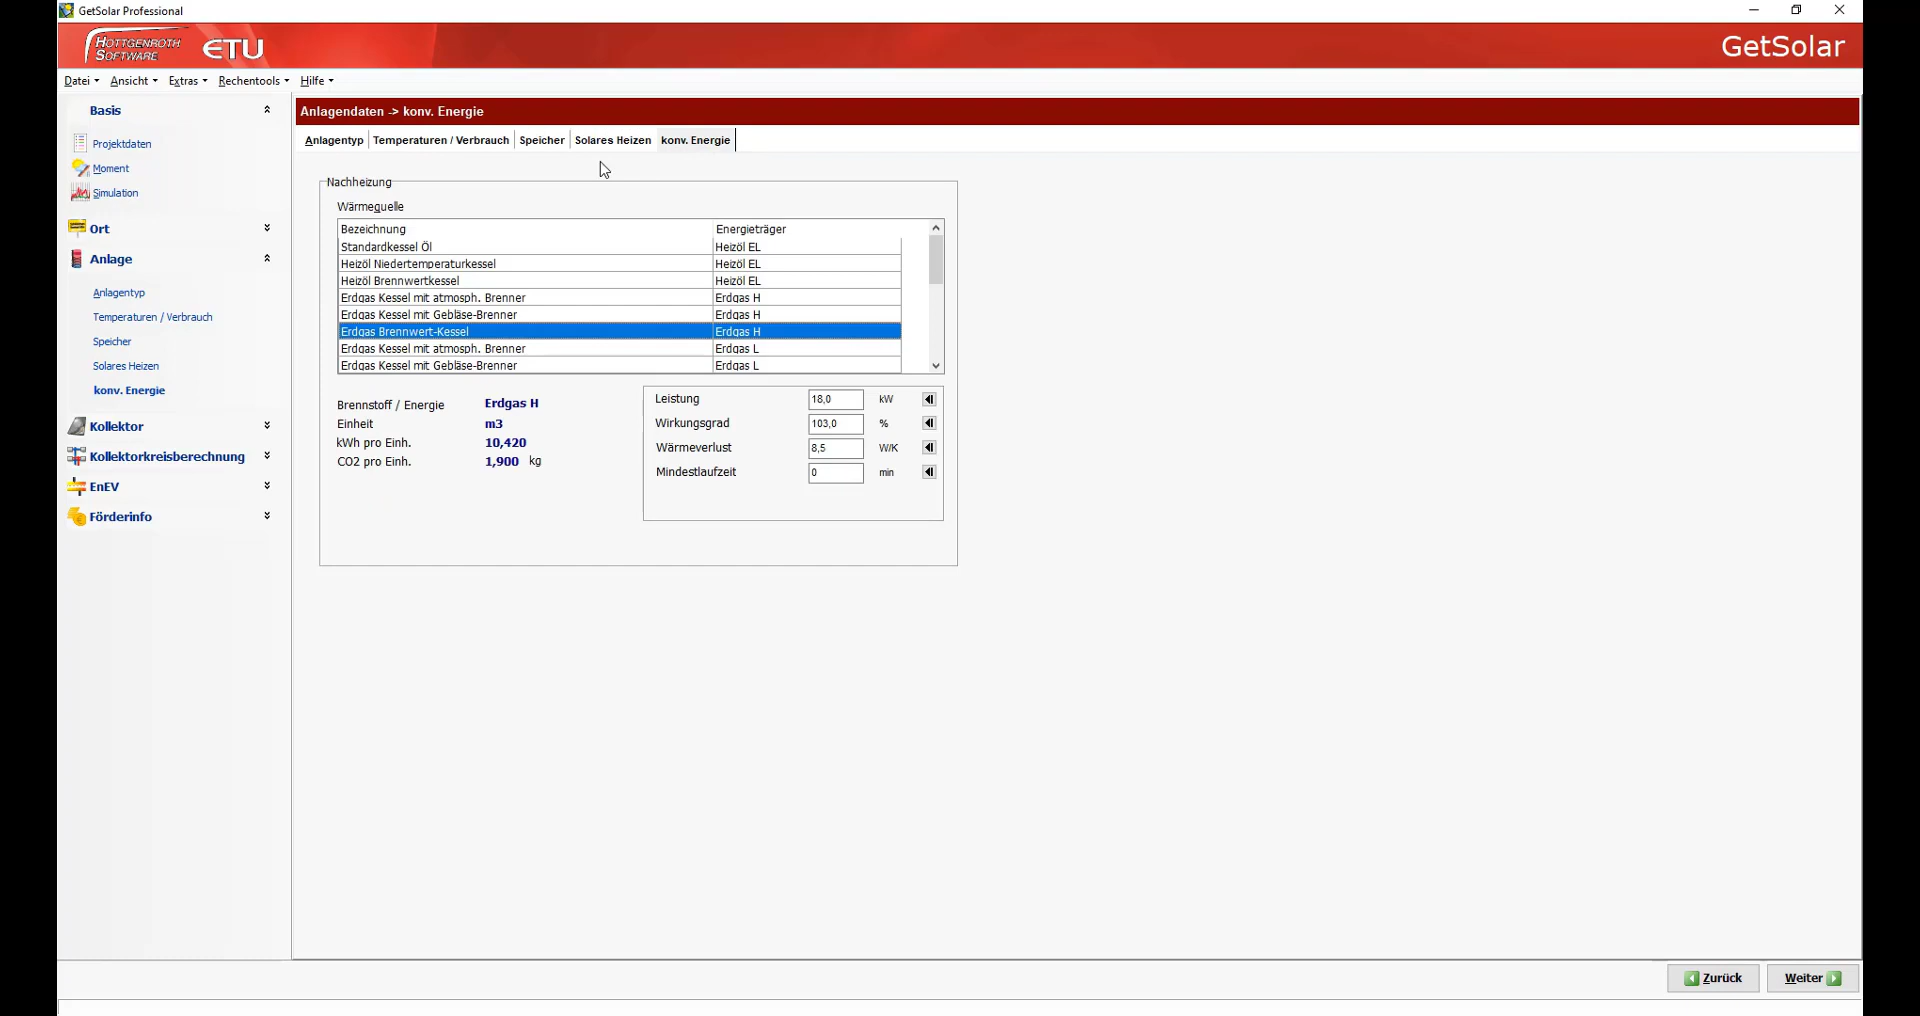 GetSolar Professional
HOTTGENROTH SOFTWARE ETU
GetSolar
Datei Ansicht Extras Rechentools Hilfe
Basis
Projektdaten
Moment
Simulation
Ort
Anlage
Anlagentyp
Temperaturen / Verbrauch
Speicher
Solares Heizen
konv. Energie
Kollektor
Kollektorkreisberechnung
EnEV
Förderinfo
Anlagendaten -> konv. Energie
Anlagentyp Temperaturen / Verbrauch Speicher Solares Heizen konv. Energie
Nachheizung
Wärmequelle
Bezeichnung Energieträger
Standardkessel Öl Heizöl EL
Heizöl Niedertemperaturkessel Heizöl EL
Heizöl Brennwertkessel Heizöl EL
Erdgas Kessel mit atmosph. Brenner Erdgas H
Erdgas Kessel mit Gebläse-Brenner Erdgas H
Erdgas Brennwert-Kessel Erdgas H
Erdgas Kessel mit atmosph. Brenner Erdgas L
Erdgas Kessel mit Gebläse-Brenner Erdgas L
Brennstoff / Energie Erdgas H
Einheit m3
kWh pro Einh. 10,420
CO2 pro Einh. 1,900 kg
Leistung 18,0 kW
Wirkungsgrad 103,0 %
Wärmeverlust 8,5 W/K
Mindestlaufzeit 0 min
Zurück Weiter